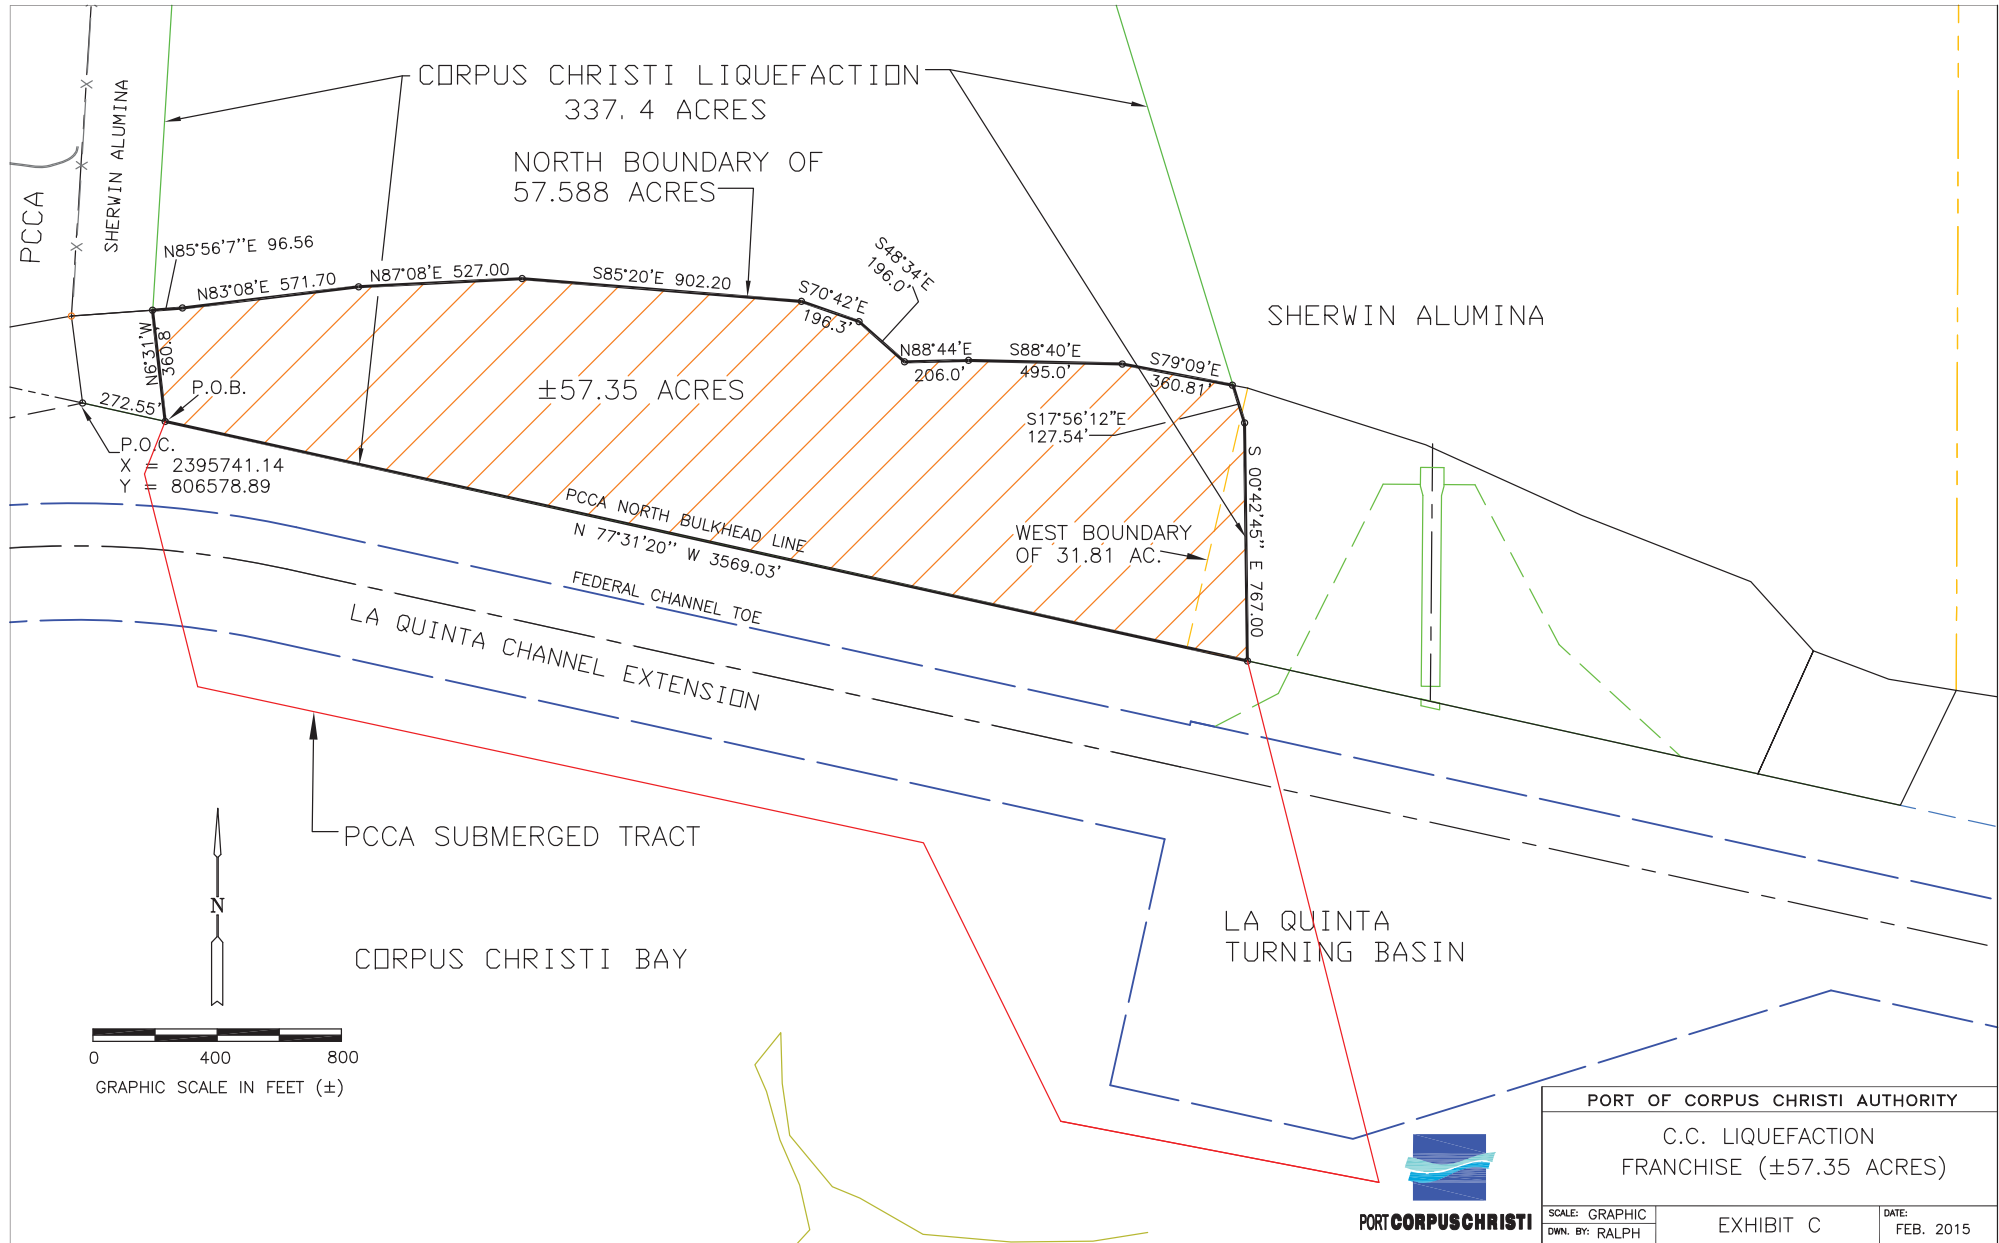 CORPUS CHRISTI LIQUEFACTION
337.4 ACRES
NORTH BOUNDARY OF
57.588 ACRES
PCCA
SHERWIN ALUMINA
N85°56'7''E 96.56
N83°08'E 571.70
N87°08'E 527.00
S85°20'E 902.20
S70°42'E
196.3'
S48°34'E
196.0'
N88°44'E
206.0'
S88°40'E
495.0'
S79°09'E
360.81'
SHERWIN ALUMINA
N6°31'W
360.8'
P.O.B.
272.55'
±57.35 ACRES
S17°56'12"E
127.54'
P.O.C.
X = 2395741.14
Y = 806578.89
S 00°42'45'' E 767.00
PCCA NORTH BULKHEAD LINE
N 77°31'20'' W 3569.03'
WEST BOUNDARY
OF 31.81 AC.
FEDERAL CHANNEL TOE
LA QUINTA CHANNEL EXTENSION
PCCA SUBMERGED TRACT
N
CORPUS CHRISTI BAY
LA QUINTA
TURNING BASIN
0 400 800
GRAPHIC SCALE IN FEET (±)
PORT CORPUS CHRISTI
PORT OF CORPUS CHRISTI AUTHORITY
C.C. LIQUEFACTION
FRANCHISE (±57.35 ACRES)
SCALE: GRAPHIC
DWN. BY: RALPH
EXHIBIT C
DATE:
FEB. 2015